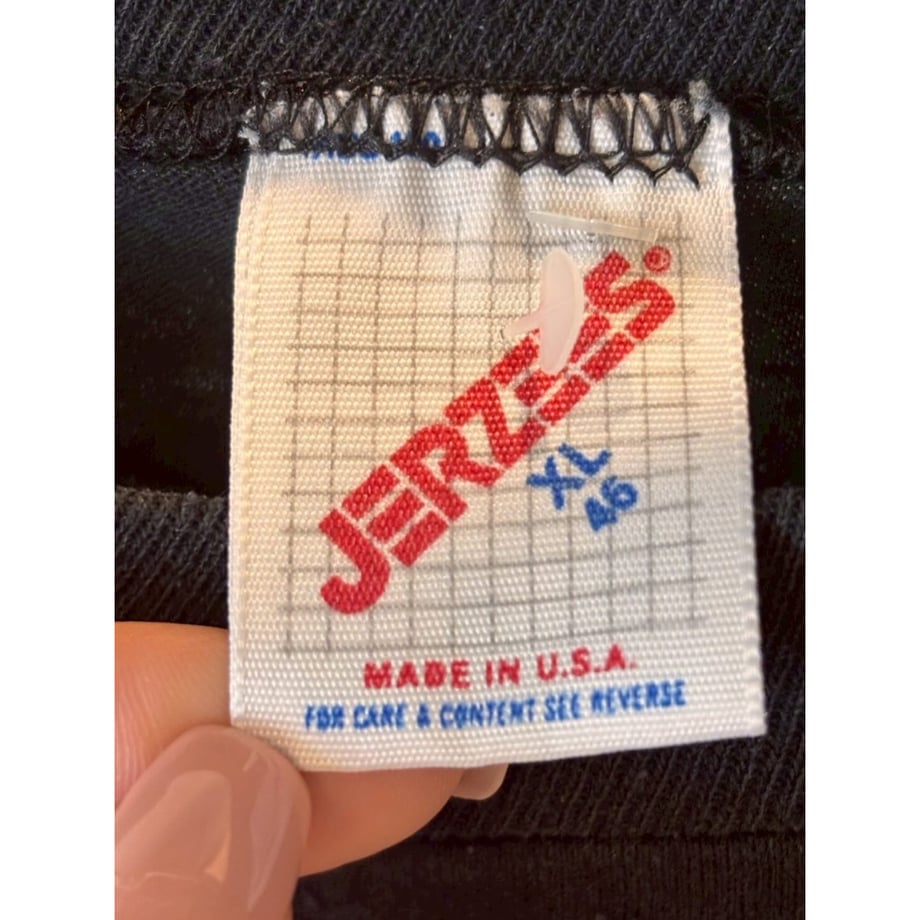 JERZEES®
XL
46
MADE IN U.S.A.
FOR CARE & CONTENT SEE REVERSE